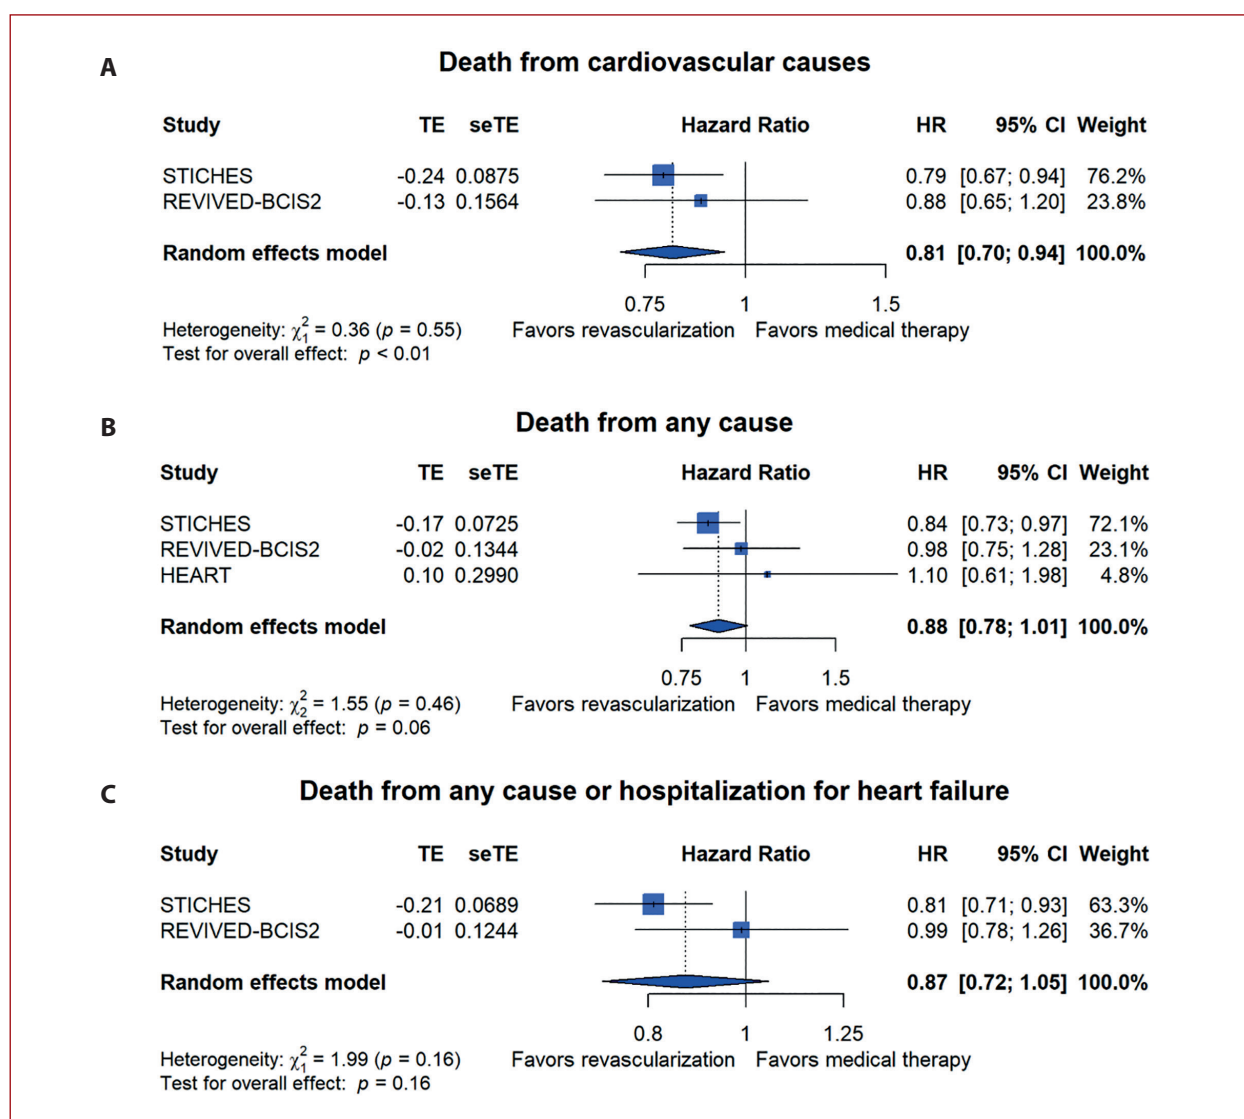 A
Death from cardiovascular causes
Study TE seTE Hazard Ratio HR 95% CI Weight
STICHES -0.24 0.0875 0.79 [0.67; 0.94] 76.2%
REVIVED-BCIS2 -0.13 0.1564 0.88 [0.65; 1.20] 23.8%
Random effects model 0.81 [0.70; 0.94] 100.0%
0.75 1 1.5
Heterogeneity: χ²₁ = 0.36 (p = 0.55) Favors revascularization Favors medical therapy
Test for overall effect: p < 0.01
B
Death from any cause
Study TE seTE Hazard Ratio HR 95% CI Weight
STICHES -0.17 0.0725 0.84 [0.73; 0.97] 72.1%
REVIVED-BCIS2 -0.02 0.1344 0.98 [0.75; 1.28] 23.1%
HEART 0.10 0.2990 1.10 [0.61; 1.98] 4.8%
Random effects model 0.88 [0.78; 1.01] 100.0%
0.75 1 1.5
Heterogeneity: χ²₂ = 1.55 (p = 0.46) Favors revascularization Favors medical therapy
Test for overall effect: p = 0.06
C
Death from any cause or hospitalization for heart failure
Study TE seTE Hazard Ratio HR 95% CI Weight
STICHES -0.21 0.0689 0.81 [0.71; 0.93] 63.3%
REVIVED-BCIS2 -0.01 0.1244 0.99 [0.78; 1.26] 36.7%
Random effects model 0.87 [0.72; 1.05] 100.0%
0.8 1 1.25
Heterogeneity: χ²₁ = 1.99 (p = 0.16) Favors revascularization Favors medical therapy
Test for overall effect: p = 0.16